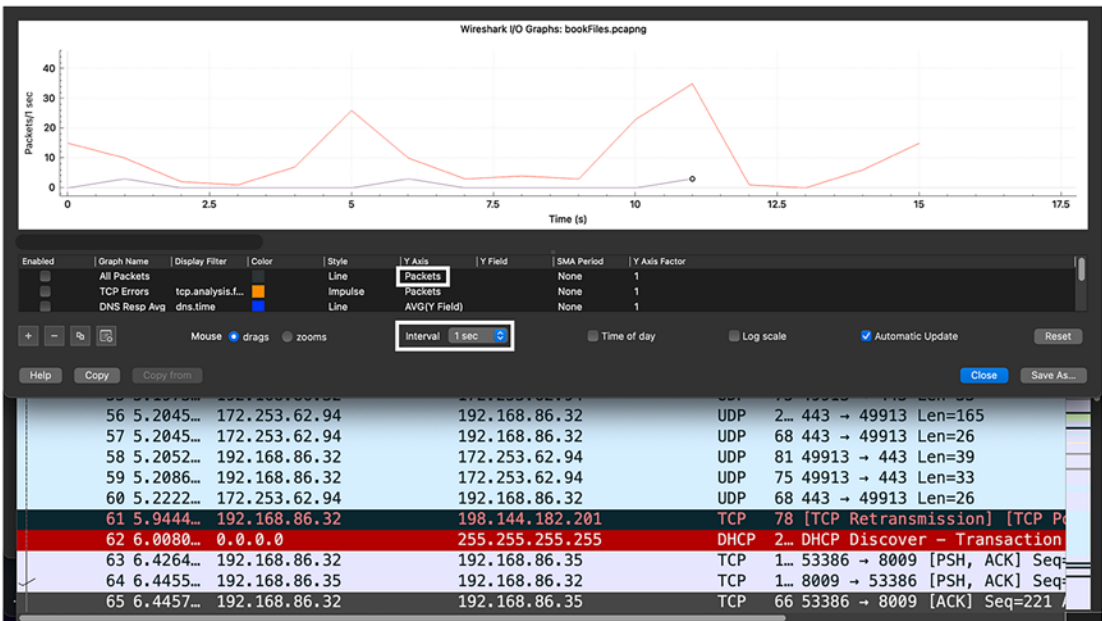 Wireshark I/O Graphs: bookFiles.pcapng
Packets/1 sec
40
30
20
10
0
0 2.5 5 7.5 10 12.5 15 17.5
Time (s)
Enabled Graph Name Display Filter Color Style Y Axis Y Field SMA Period Y Axis Factor
All Packets Line Packets None 1
TCP Errors tcp.analysis.f... Impulse Packets None 1
DNS Resp Avg dns.time Line AVG(Y Field) None 1
+ − Mouse drags zooms Interval 1 sec Time of day Log scale Automatic Update Reset
Help Copy Copy from Close Save As...
56 5.2045… 172.253.62.94 192.168.86.32 UDP 2… 443 → 49913 Len=165
57 5.2045… 172.253.62.94 192.168.86.32 UDP 68 443 → 49913 Len=26
58 5.2052… 192.168.86.32 172.253.62.94 UDP 81 49913 → 443 Len=39
59 5.2086… 192.168.86.32 172.253.62.94 UDP 75 49913 → 443 Len=33
60 5.2222… 172.253.62.94 192.168.86.32 UDP 68 443 → 49913 Len=26
61 5.9444… 192.168.86.32 198.144.182.201 TCP 78 [TCP Retransmission] [TCP
62 6.0080… 0.0.0.0 255.255.255.255 DHCP 2… DHCP Discover – Transaction
63 6.4264… 192.168.86.32 192.168.86.35 TCP 1… 53386 → 8009 [PSH, ACK] Seq=
64 6.4455… 192.168.86.35 192.168.86.32 TCP 1… 8009 → 53386 [PSH, ACK] Seq=
65 6.4457… 192.168.86.32 192.168.86.35 TCP 66 53386 → 8009 [ACK] Seq=221